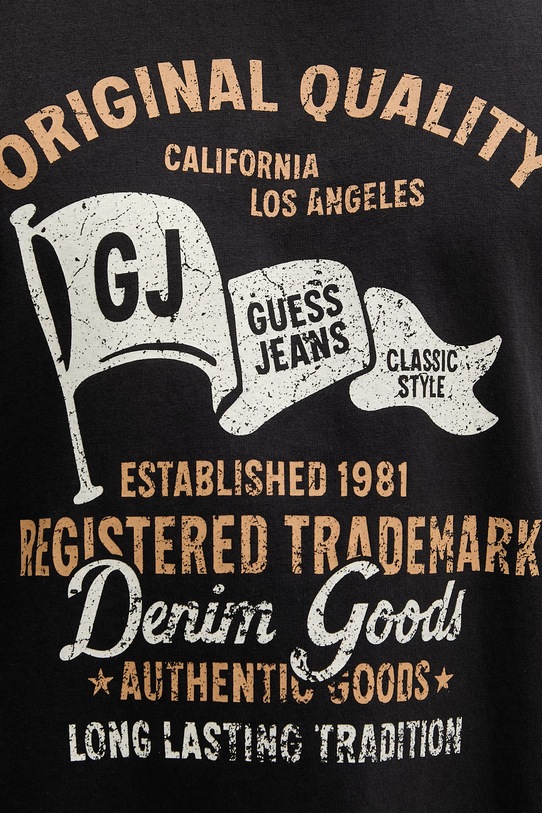 ORIGINAL QUALITY
CALIFORNIA
LOS ANGELES
GJ
GUESS
JEANS
CLASSIC
STYLE
ESTABLISHED 1981
REGISTERED TRADEMARK
Denim Goods
★AUTHENTIC GOODS★
LONG LASTING TRADITION